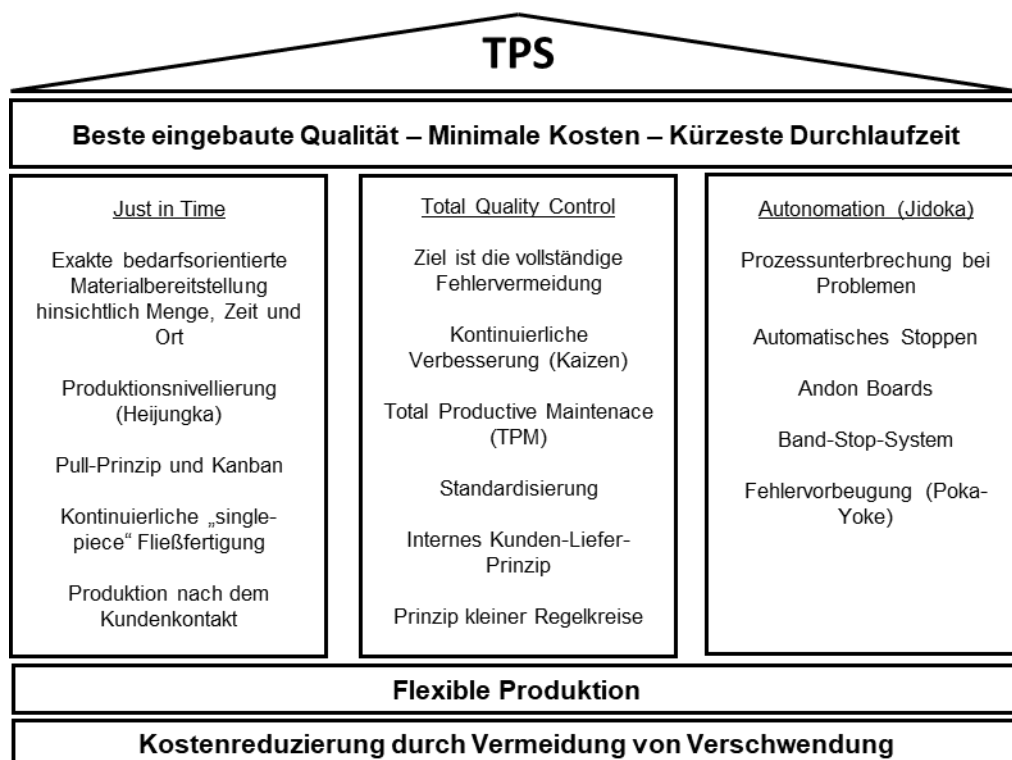 TPS
Beste eingebaute Qualität – Minimale Kosten – Kürzeste Durchlaufzeit
Just in Time
Exakte bedarfsorientierte
Materialbereitstellung
hinsichtlich Menge, Zeit und
Ort
Produktionsnivellierung
(Heijungka)
Pull-Prinzip und Kanban
Kontinuierliche „single-
piece“ Fließfertigung
Produktion nach dem
Kundenkontakt
Total Quality Control
Ziel ist die vollständige
Fehlervermeidung
Kontinuierliche
Verbesserung (Kaizen)
Total Productive Maintenace
(TPM)
Standardisierung
Internes Kunden-Liefer-
Prinzip
Prinzip kleiner Regelkreise
Autonomation (Jidoka)
Prozessunterbrechung bei
Problemen
Automatisches Stoppen
Andon Boards
Band-Stop-System
Fehlervorbeugung (Poka-
Yoke)
Flexible Produktion
Kostenreduzierung durch Vermeidung von Verschwendung